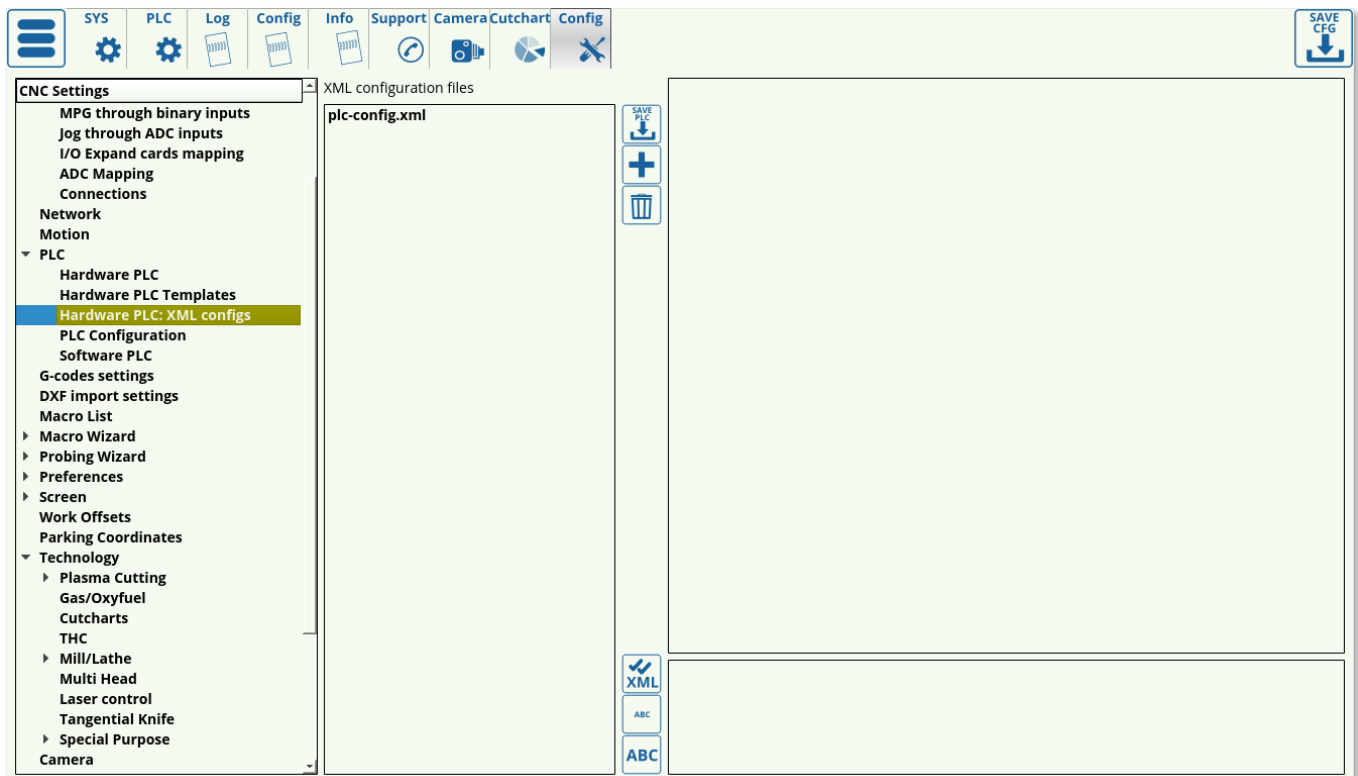 SYS PLC Log Config Info Support Camera Cutchart Config
SAVE
CFG
CNC Settings
MPG through binary inputs
Jog through ADC inputs
I/O Expand cards mapping
ADC Mapping
Connections
Network
Motion
PLC
Hardware PLC
Hardware PLC Templates
Hardware PLC: XML configs
PLC Configuration
Software PLC
G-codes settings
DXF import settings
Macro List
Macro Wizard
Probing Wizard
Preferences
Screen
Work Offsets
Parking Coordinates
Technology
Plasma Cutting
Gas/Oxyfuel
Cutcharts
THC
Mill/Lathe
Multi Head
Laser control
Tangential Knife
Special Purpose
Camera
XML configuration files
plc-config.xml
SAVE
PLC
XML
ABC
ABC